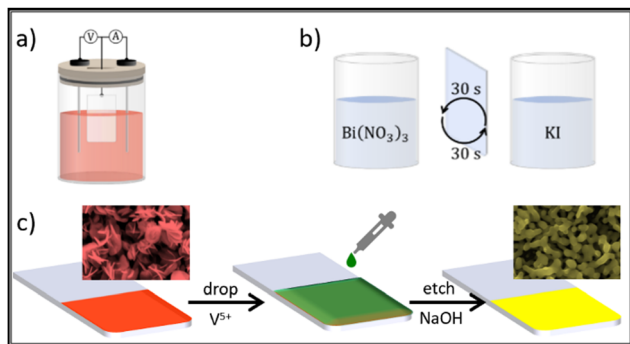 a)
V A
b)
Bi(NO₃)₃
30 s
30 s
KI
c)
drop
V⁵⁺
etch
NaOH